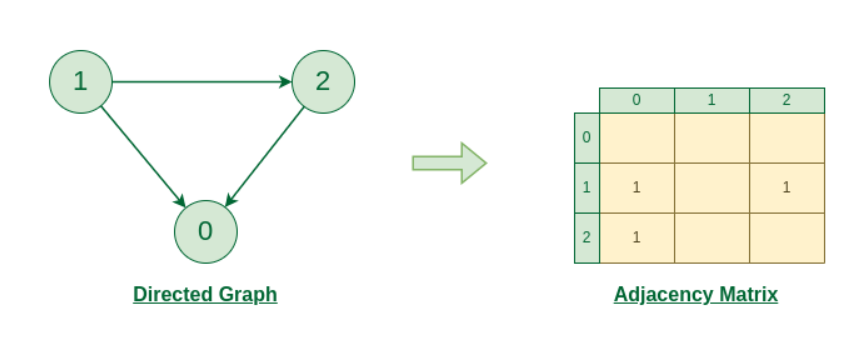 1 2
0
Directed Graph
0 1 2
0
1 1 1
2 1
Adjacency Matrix